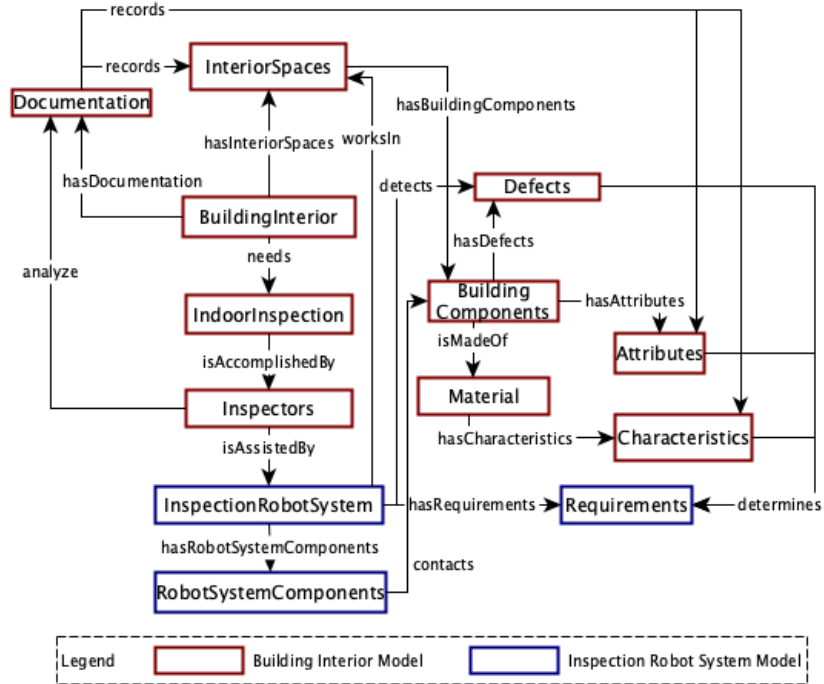 records
records
InteriorSpaces
Documentation
hasBuildingComponents
hasInteriorSpaces
worksIn
hasDocumentation
detects
Defects
BuildingInterior
hasDefects
needs
analyze
Building
Components
hasAttributes
IndoorInspection
isMadeOf
isAccomplishedBy
Attributes
Material
Inspectors
hasCharacteristics
Characteristics
isAssistedBy
InspectionRobotSystem
hasRequirements
Requirements
determines
hasRobotSystemComponents
contacts
RobotSystemComponents
Legend
Building Interior Model
Inspection Robot System Model